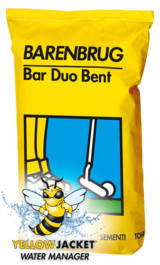 BARENBRUG
Bar Duo Bent
SEMENTI
YELLOW JACKET
WATER MANAGER